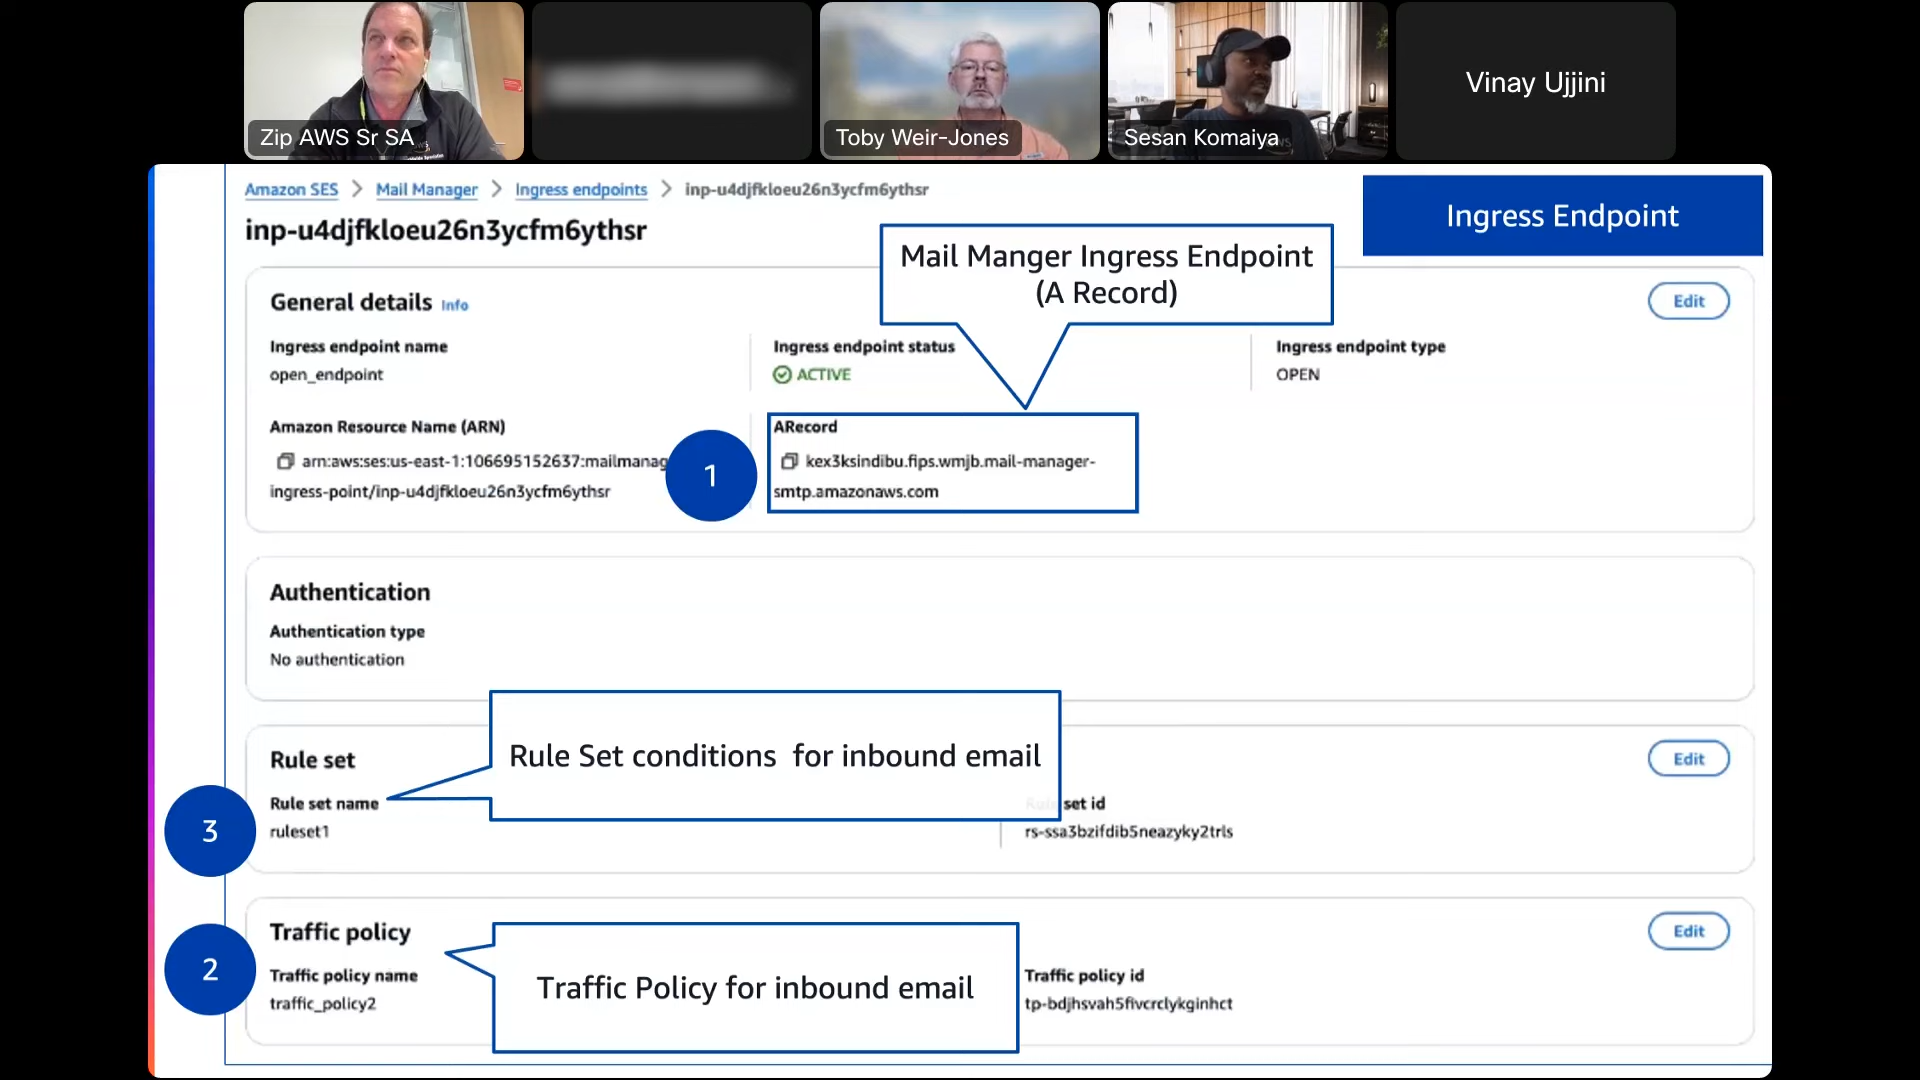 Zip AWS Sr SA
Toby Weir-Jones
Sesan Komaiya
Vinay Ujjini
Amazon SES > Mail Manager > Ingress endpoints > inp-u4djfkloeu26n3ycfm6ythsr
inp-u4djfkloeu26n3ycfm6ythsr
Ingress Endpoint
Mail Manger Ingress Endpoint
(A Record)
General details Info
Edit
Ingress endpoint name
open_endpoint
Ingress endpoint status
ACTIVE
Ingress endpoint type
OPEN
Amazon Resource Name (ARN)
arn:aws:ses:us-east-1:106695152637:mailmanag
ingress-point/inp-u4djfkloeu26n3ycfm6ythsr
1
ARecord
kex3ksindibu.fips.wmjb.mail-manager-
smtp.amazonaws.com
Authentication
Authentication type
No authentication
Rule Set conditions for inbound email
Rule set
Edit
3
Rule set name
ruleset1
Rule set id
rs-ssa3bzifdib5neazyky2trls
Traffic policy
Edit
2
Traffic policy name
traffic_policy2
Traffic Policy for inbound email
Traffic policy id
tp-bdjhsvah5fivcrclykginhct